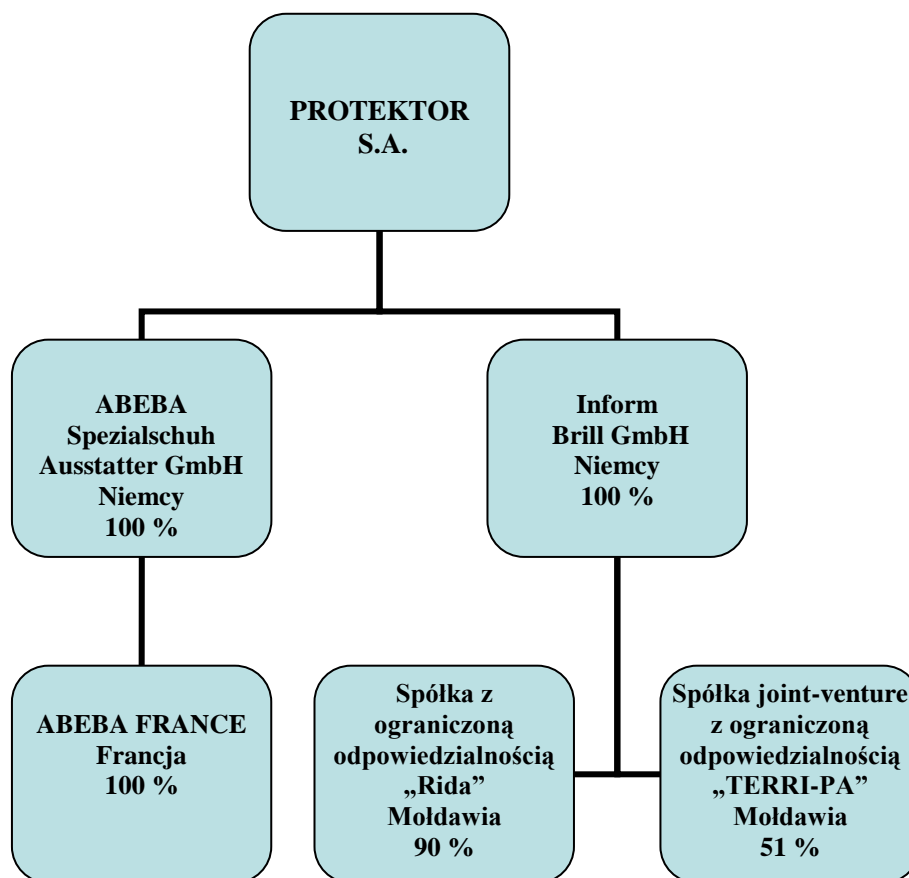 PROTEKTOR
S.A.
ABEBA
Spezialschuh
Ausstatter GmbH
Niemcy
100 %
Inform
Brill GmbH
Niemcy
100 %
ABEBA FRANCE
Francja
100 %
Spółka z
ograniczoną
odpowiedzialnością
„Rida”
Mołdawia
90 %
Spółka joint-venture
z ograniczoną
odpowiedzialnością
„TERRI-PA”
Mołdawia
51 %